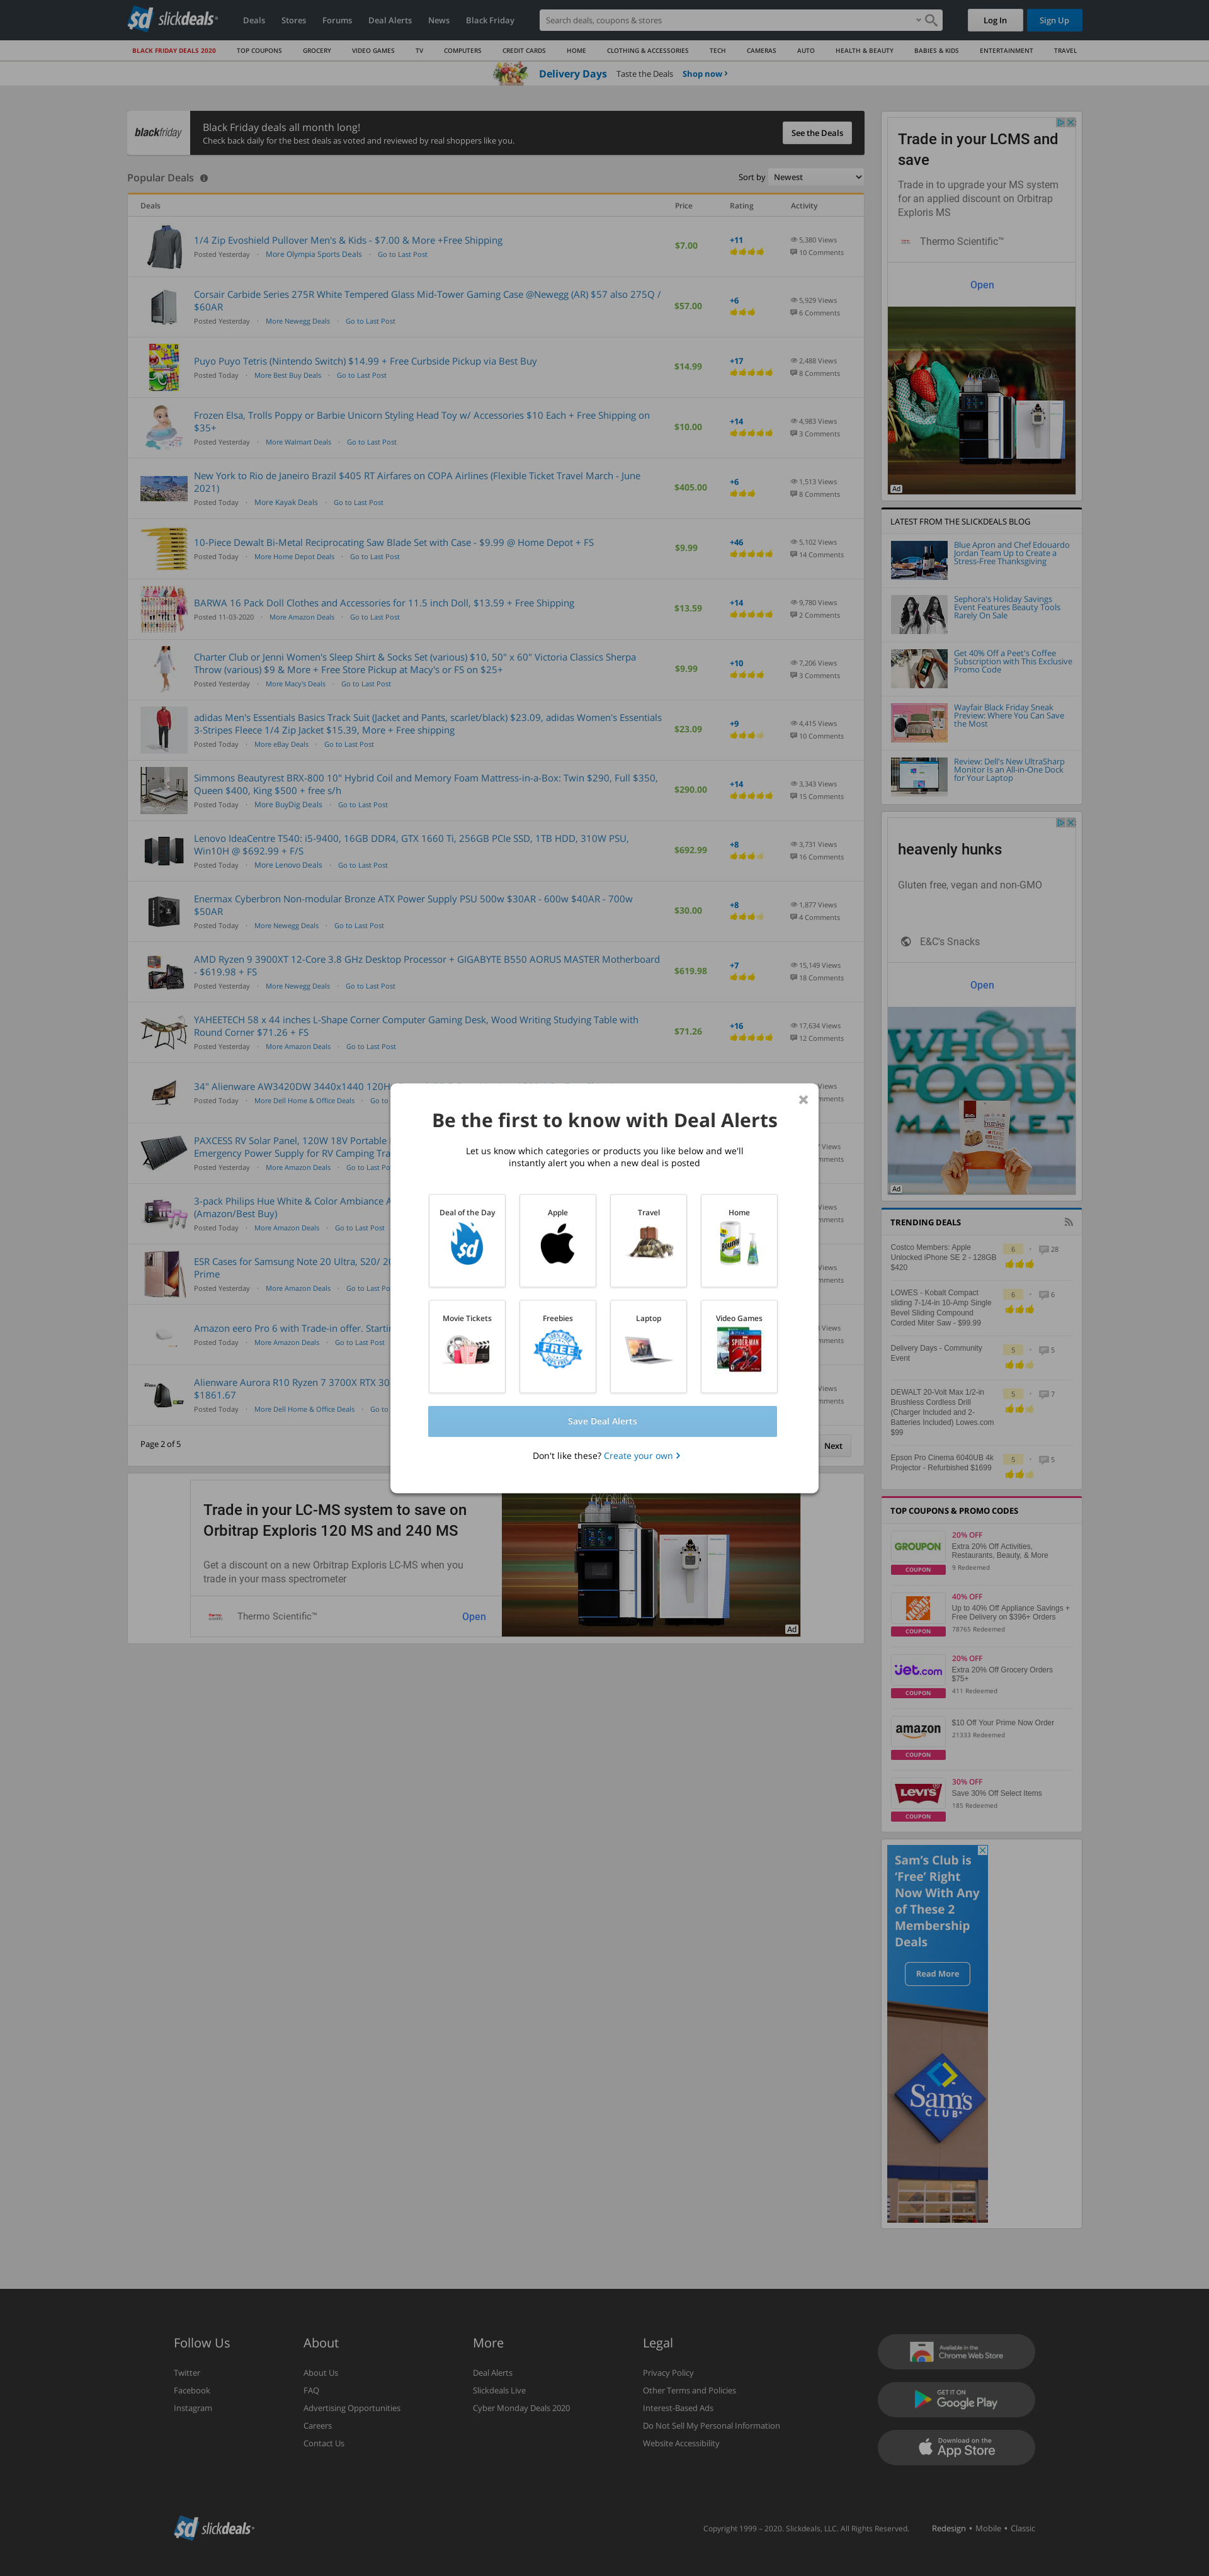 sd slickdeals
Deals Stores Forums Deal Alerts News Black Friday
Search deals, coupons & stores
Log In
Sign Up
BLACK FRIDAY DEALS 2020 TOP COUPONS GROCERY VIDEO GAMES TV COMPUTERS CREDIT CARDS HOME CLOTHING & ACCESSORIES TECH CAMERAS AUTO HEALTH & BEAUTY BABIES & KIDS ENTERTAINMENT TRAVEL
Delivery Days Taste the Deals Shop now
blackfriday
Black Friday deals all month long!
Check back daily for the best deals as voted and reviewed by real shoppers like you.
See the Deals
Popular Deals
Sort by Newest
Deals Price Rating Activity
1/4 Zip Evoshield Pullover Men's & Kids - $7.00 & More +Free Shipping
Posted Yesterday · More Olympia Sports Deals · Go to Last Post
$7.00
+11
5,380 Views
10 Comments
Corsair Carbide Series 275R White Tempered Glass Mid-Tower Gaming Case @Newegg (AR) $57 also 275Q /
$60AR
Posted Yesterday · More Newegg Deals · Go to Last Post
$57.00
+6
5,929 Views
6 Comments
Puyo Puyo Tetris (Nintendo Switch) $14.99 + Free Curbside Pickup via Best Buy
Posted Today · More Best Buy Deals · Go to Last Post
$14.99
+17
2,488 Views
8 Comments
Frozen Elsa, Trolls Poppy or Barbie Unicorn Styling Head Toy w/ Accessories $10 Each + Free Shipping on
$35+
Posted Yesterday · More Walmart Deals · Go to Last Post
$10.00
+14
4,983 Views
3 Comments
New York to Rio de Janeiro Brazil $405 RT Airfares on COPA Airlines (Flexible Ticket Travel March - June
2021)
Posted Today · More Kayak Deals · Go to Last Post
$405.00
+6
1,513 Views
8 Comments
10-Piece Dewalt Bi-Metal Reciprocating Saw Blade Set with Case - $9.99 @ Home Depot + FS
Posted Today · More Home Depot Deals · Go to Last Post
$9.99
+46
5,102 Views
14 Comments
BARWA 16 Pack Doll Clothes and Accessories for 11.5 inch Doll, $13.59 + Free Shipping
Posted 11-03-2020 · More Amazon Deals · Go to Last Post
$13.59
+14
9,780 Views
2 Comments
Charter Club or Jenni Women's Sleep Shirt & Socks Set (various) $10, 50" x 60" Victoria Classics Sherpa
Throw (various) $9 & More + Free Store Pickup at Macy's or FS on $25+
Posted Yesterday · More Macy's Deals · Go to Last Post
$9.99
+10
7,206 Views
3 Comments
adidas Men's Essentials Basics Track Suit (Jacket and Pants, scarlet/black) $23.09, adidas Women's Essentials
3-Stripes Fleece 1/4 Zip Jacket $15.39, More + Free shipping
Posted Today · More eBay Deals · Go to Last Post
$23.09
+9
4,415 Views
10 Comments
Simmons Beautyrest BRX-800 10" Hybrid Coil and Memory Foam Mattress-in-a-Box: Twin $290, Full $350,
Queen $400, King $500 + free s/h
Posted Today · More BuyDig Deals · Go to Last Post
$290.00
+14
3,343 Views
15 Comments
Lenovo IdeaCentre T540: i5-9400, 16GB DDR4, GTX 1660 Ti, 256GB PCIe SSD, 1TB HDD, 310W PSU,
Win10H @ $692.99 + F/S
Posted Today · More Lenovo Deals · Go to Last Post
$692.99
+8
3,731 Views
16 Comments
Enermax Cyberbron Non-modular Bronze ATX Power Supply PSU 500w $30AR - 600w $40AR - 700w
$50AR
Posted Today · More Newegg Deals · Go to Last Post
$30.00
+8
1,877 Views
4 Comments
AMD Ryzen 9 3900XT 12-Core 3.8 GHz Desktop Processor + GIGABYTE B550 AORUS MASTER Motherboard
- $619.98 + FS
Posted Yesterday · More Newegg Deals · Go to Last Post
$619.98
+7
15,149 Views
18 Comments
YAHEETECH 58 x 44 inches L-Shape Corner Computer Gaming Desk, Wood Writing Studying Table with
Round Corner $71.26 + FS
Posted Yesterday · More Amazon Deals · Go to Last Post
$71.26
+16
17,634 Views
12 Comments
34" Alienware AW3420DW 3440x1440 120H
Posted Today · More Dell Home & Office Deals · Go to
Views
PAXCESS RV Solar Panel, 120W 18V Portable
Emergency Power Supply for RV Camping Tra
Posted Yesterday · More Amazon Deals · Go to Last Po
Views
3-pack Philips Hue White & Color Ambiance A
(Amazon/Best Buy)
Posted Today · More Amazon Deals · Go to Last Post
Views
ESR Cases for Samsung Note 20 Ultra, S20/ 2
Prime
Posted Yesterday · More Amazon Deals · Go to Last Po
Views
Amazon eero Pro 6 with Trade-in offer. Starti
Posted Today · More Amazon Deals · Go to Last Post
Views
Alienware Aurora R10 Ryzen 7 3700X RTX 30
$1861.67
Posted Today · More Dell Home & Office Deals · Go to
Views
Page 2 of 5
Next
Be the first to know with Deal Alerts
Let us know which categories or products you like below and we'll
instantly alert you when a new deal is posted
Deal of the Day Apple Travel Home
Movie Tickets Freebies Laptop Video Games
FREE
Save Deal Alerts
Don't like these? Create your own
Trade in your LC-MS system to save on
Orbitrap Exploris 120 MS and 240 MS
Get a discount on a new Orbitrap Exploris LC-MS when you
trade in your mass spectrometer
Thermo Scientific™
Open
Ad
Trade in your LCMS and
save
Trade in to upgrade your MS system
for an applied discount on Orbitrap
Exploris MS
Thermo Scientific™
Open
Ad
LATEST FROM THE SLICKDEALS BLOG
Blue Apron and Chef Edouardo
Jordan Team Up to Create a
Stress-Free Thanksgiving
Sephora's Holiday Savings
Event Features Beauty Tools
Rarely On Sale
Get 40% Off a Peet's Coffee
Subscription with This Exclusive
Promo Code
Wayfair Black Friday Sneak
Preview: Where You Can Save
the Most
Review: Dell's New UltraSharp
Monitor Is an All-in-One Dock
for Your Laptop
heavenly hunks
Gluten free, vegan and non-GMO
E&C's Snacks
Open
WHOLE
FOODS
MARKET
hunks
Ad
TRENDING DEALS
Costco Members: Apple
Unlocked iPhone SE 2 - 128GB
$420
6 · 28
LOWES - Kobalt Compact
sliding 7-1/4-in 10-Amp Single
Bevel Sliding Compound
Corded Miter Saw - $99.99
6 · 6
Delivery Days - Community
Event
5 · 5
DEWALT 20-Volt Max 1/2-in
Brushless Cordless Drill
(Charger Included and 2-
Batteries Included) Lowes.com
$99
5 · 7
Epson Pro Cinema 6040UB 4k
Projector - Refurbished $1699
5 · 5
TOP COUPONS & PROMO CODES
GROUPON
COUPON
20% OFF
Extra 20% Off Activities,
Restaurants, Beauty, & More
9 Redeemed
COUPON
40% OFF
Up to 40% Off Appliance Savings +
Free Delivery on $396+ Orders
78765 Redeemed
jet.com
COUPON
20% OFF
Extra 20% Off Grocery Orders
$75+
411 Redeemed
amazon
COUPON
$10 Off Your Prime Now Order
21333 Redeemed
LEVI'S
COUPON
30% OFF
Save 30% Off Select Items
185 Redeemed
Sam's Club is
'Free' Right
Now With Any
of These 2
Membership
Deals
Read More
Sam's
CLUB
Follow Us
Twitter
Facebook
Instagram
About
About Us
FAQ
Advertising Opportunities
Careers
Contact Us
More
Deal Alerts
Slickdeals Live
Cyber Monday Deals 2020
Legal
Privacy Policy
Other Terms and Policies
Interest-Based Ads
Do Not Sell My Personal Information
Website Accessibility
Available in the
Chrome Web Store
GET IT ON
Google Play
Download on the
App Store
sd slickdeals
Copyright 1999 – 2020. Slickdeals, LLC. All Rights Reserved.
Redesign • Mobile • Classic